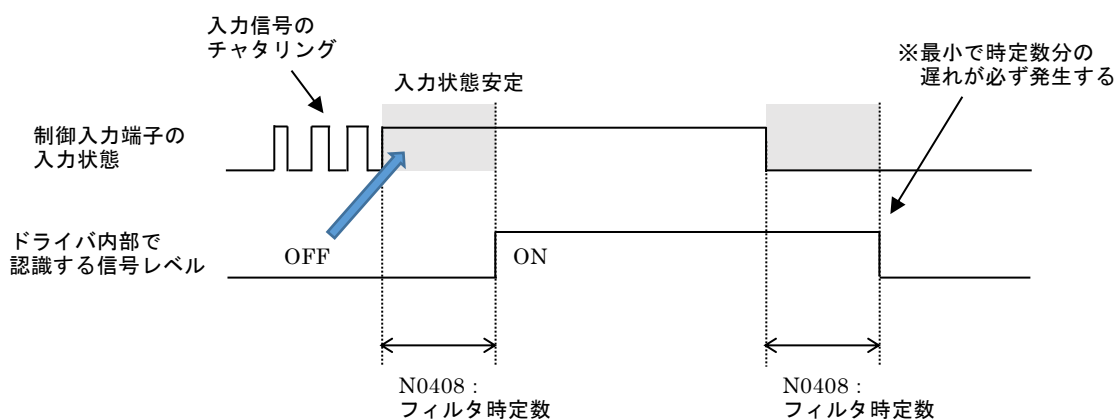 入力信号の
チャタリング
※最小で時定数分の
遅れが必ず発生する
入力状態安定
制御入力端子の
入力状態
ドライバ内部で
認識する信号レベル
OFF
ON
N0408：
フィルタ時定数
N0408：
フィルタ時定数